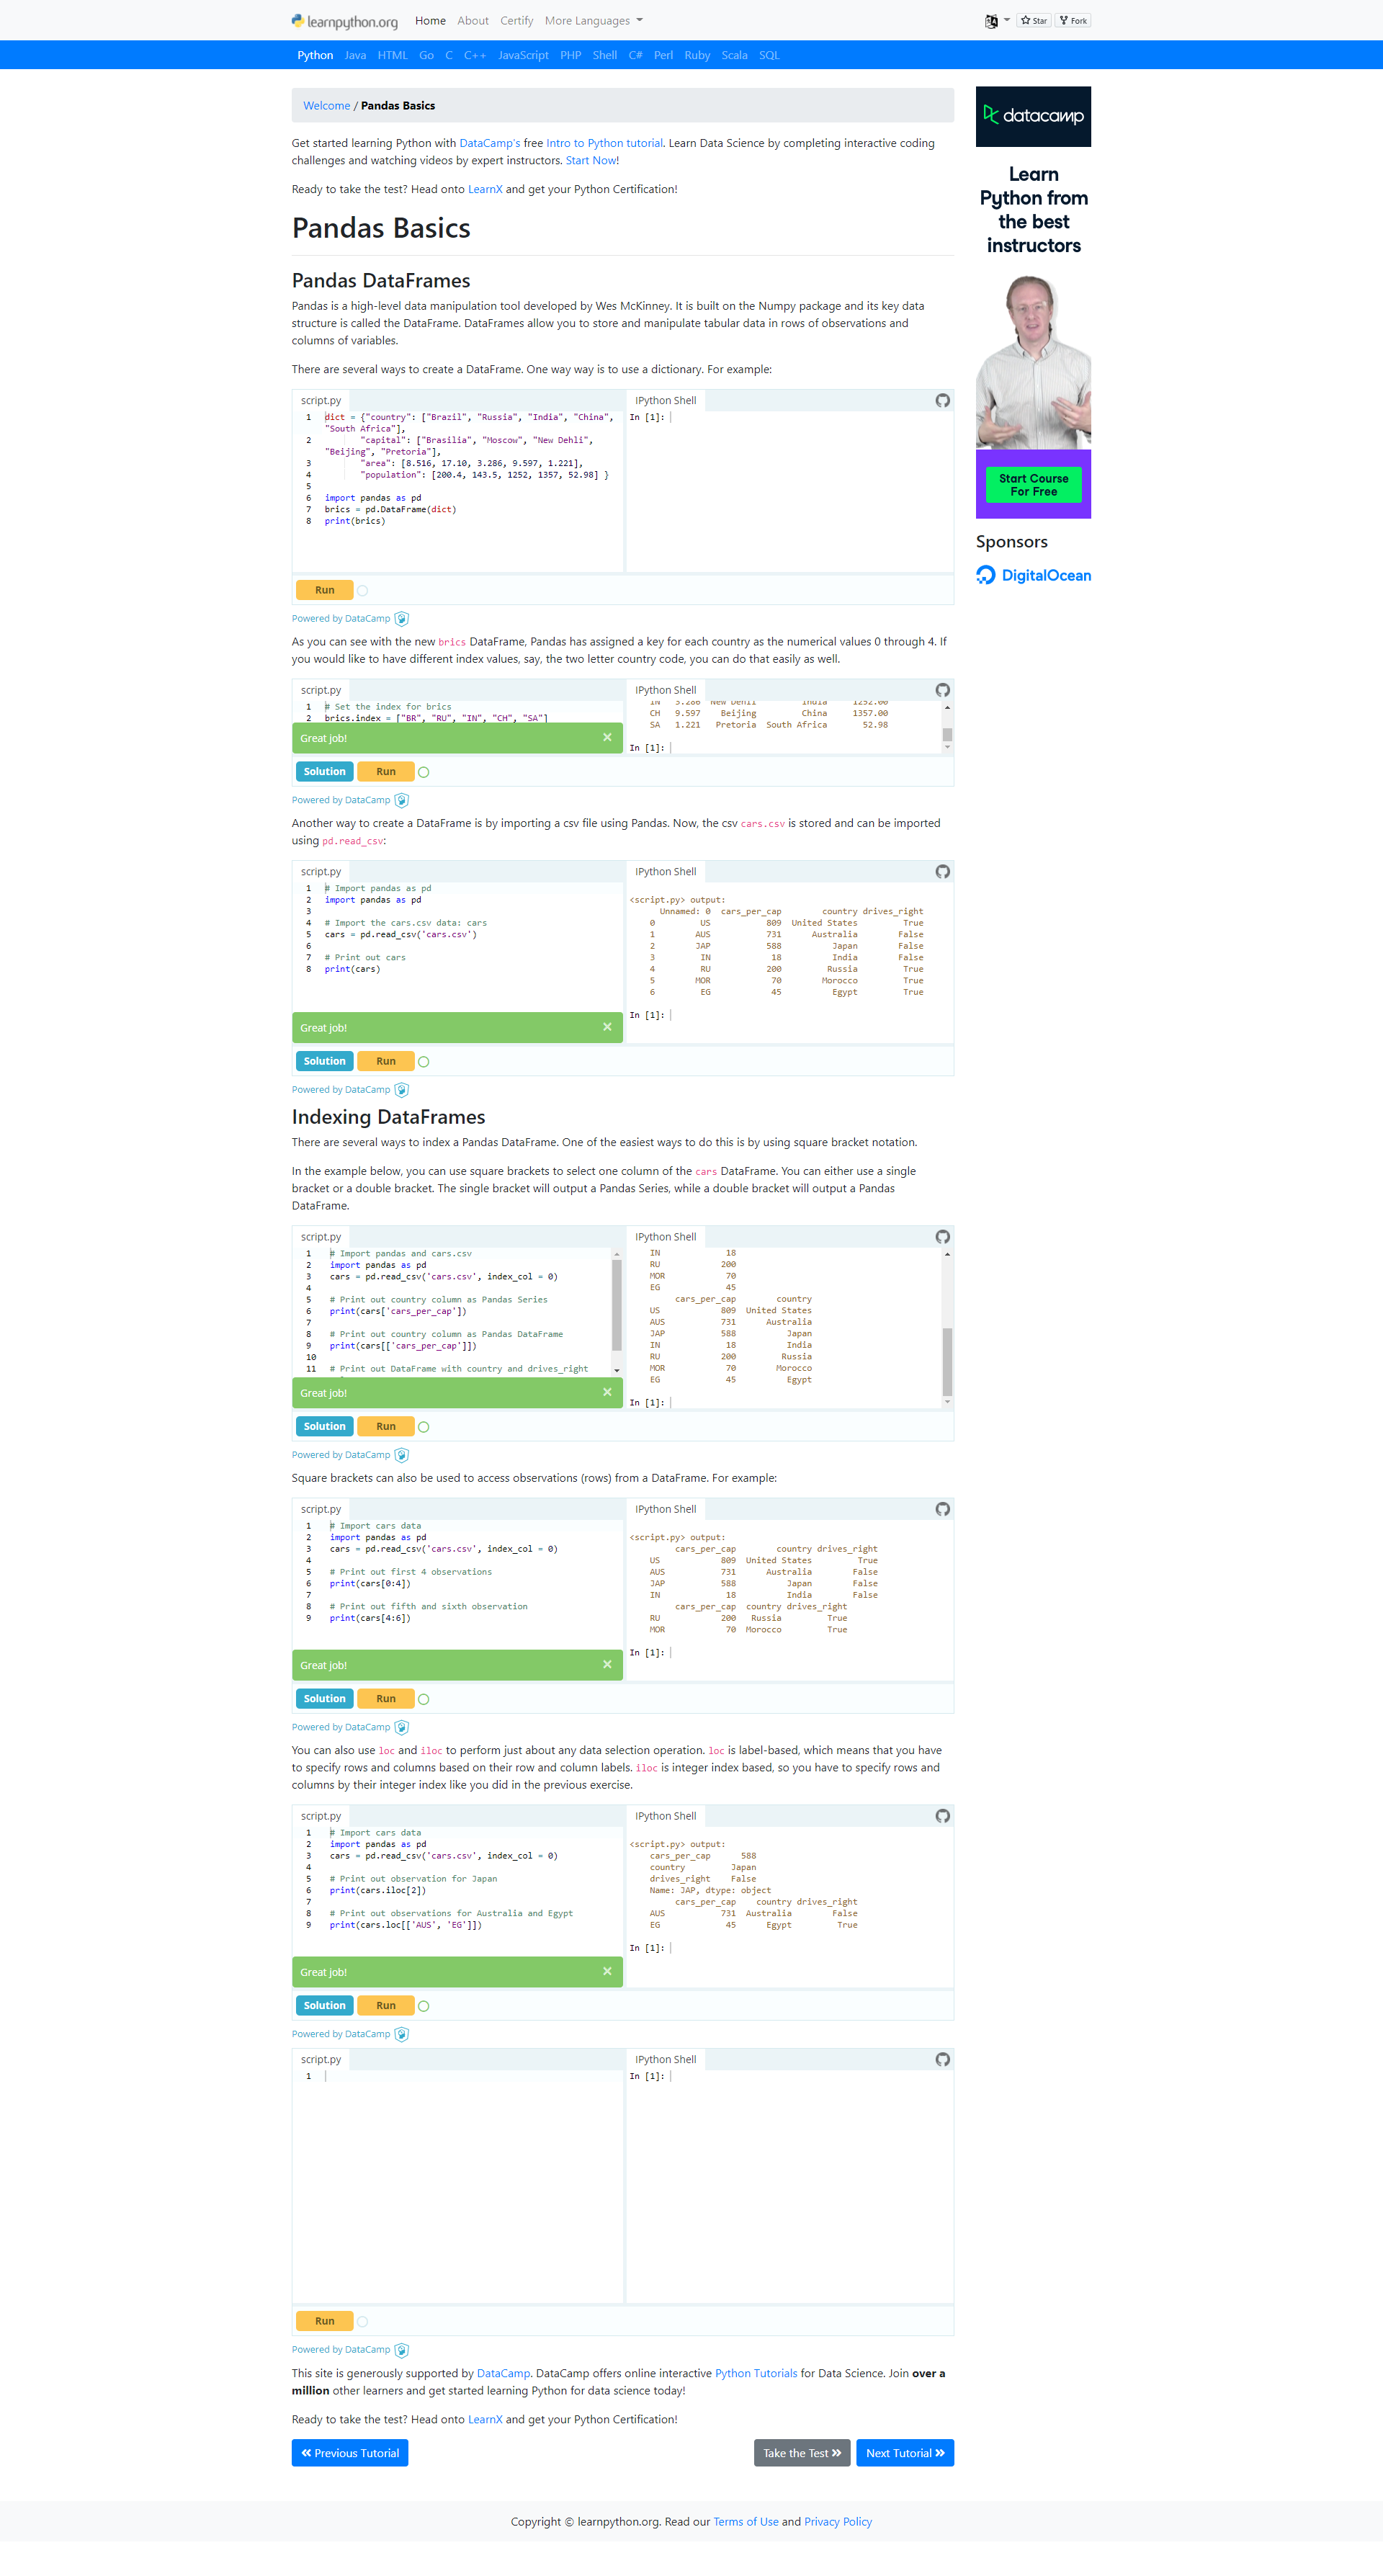 learnpython.org Home About Certify More Languages Star Fork
Python Java HTML Go C C++ JavaScript PHP Shell C# Perl Ruby Scala SQL
Welcome / Pandas Basics
Get started learning Python with DataCamp's free Intro to Python tutorial. Learn Data Science by completing interactive coding
challenges and watching videos by expert instructors. Start Now!
Ready to take the test? Head onto LearnX and get your Python Certification!
Pandas Basics
Pandas DataFrames
Pandas is a high-level data manipulation tool developed by Wes McKinney. It is built on the Numpy package and its key data
structure is called the DataFrame. DataFrames allow you to store and manipulate tabular data in rows of observations and
columns of variables.
There are several ways to create a DataFrame. One way way is to use a dictionary. For example:
script.py
1 dict = {"country": ["Brazil", "Russia", "India", "China",
"South Africa"],
2 "capital": ["Brasilia", "Moscow", "New Dehli",
"Beijing", "Pretoria"],
3 "area": [8.516, 17.10, 3.286, 9.597, 1.221],
4 "population": [200.4, 143.5, 1252, 1357, 52.98] }
5
6 import pandas as pd
7 brics = pd.DataFrame(dict)
8 print(brics)
IPython Shell
In [1]:
Run
Powered by DataCamp
As you can see with the new brics DataFrame, Pandas has assigned a key for each country as the numerical values 0 through 4. If
you would like to have different index values, say, the two letter country code, you can do that easily as well.
script.py
1 # Set the index for brics
2 brics.index = ["BR", "RU", "IN", "CH", "SA"]
Great job! ×
IPython Shell
IN 3.286 New Dehli India 1252.00
CH 9.597 Beijing China 1357.00
SA 1.221 Pretoria South Africa 52.98
In [1]:
Solution Run
Powered by DataCamp
Another way to create a DataFrame is by importing a csv file using Pandas. Now, the csv cars.csv is stored and can be imported
using pd.read_csv:
script.py
1 # Import pandas as pd
2 import pandas as pd
3
4 # Import the cars.csv data: cars
5 cars = pd.read_csv('cars.csv')
6
7 # Print out cars
8 print(cars)
Great job! ×
IPython Shell
<script.py> output:
Unnamed: 0 cars_per_cap country drives_right
0 US 809 United States True
1 AUS 731 Australia False
2 JAP 588 Japan False
3 IN 18 India False
4 RU 200 Russia True
5 MOR 70 Morocco True
6 EG 45 Egypt True
In [1]:
Solution Run
Powered by DataCamp
Indexing DataFrames
There are several ways to index a Pandas DataFrame. One of the easiest ways to do this is by using square bracket notation.
In the example below, you can use square brackets to select one column of the cars DataFrame. You can either use a single
bracket or a double bracket. The single bracket will output a Pandas Series, while a double bracket will output a Pandas
DataFrame.
script.py
1 # Import pandas and cars.csv
2 import pandas as pd
3 cars = pd.read_csv('cars.csv', index_col = 0)
4
5 # Print out country column as Pandas Series
6 print(cars['cars_per_cap'])
7
8 # Print out country column as Pandas DataFrame
9 print(cars[['cars_per_cap']])
10
11 # Print out DataFrame with country and drives_right
Great job! ×
IPython Shell
IN 18
RU 200
MOR 70
EG 45
cars_per_cap country
US 809 United States
AUS 731 Australia
JAP 588 Japan
IN 18 India
RU 200 Russia
MOR 70 Morocco
EG 45 Egypt
In [1]:
Solution Run
Powered by DataCamp
Square brackets can also be used to access observations (rows) from a DataFrame. For example:
script.py
1 # Import cars data
2 import pandas as pd
3 cars = pd.read_csv('cars.csv', index_col = 0)
4
5 # Print out first 4 observations
6 print(cars[0:4])
7
8 # Print out fifth and sixth observation
9 print(cars[4:6])
Great job! ×
IPython Shell
<script.py> output:
cars_per_cap country drives_right
US 809 United States True
AUS 731 Australia False
JAP 588 Japan False
IN 18 India False
cars_per_cap country drives_right
RU 200 Russia True
MOR 70 Morocco True
In [1]:
Solution Run
Powered by DataCamp
You can also use loc and iloc to perform just about any data selection operation. loc is label-based, which means that you have
to specify rows and columns based on their row and column labels. iloc is integer index based, so you have to specify rows and
columns by their integer index like you did in the previous exercise.
script.py
1 # Import cars data
2 import pandas as pd
3 cars = pd.read_csv('cars.csv', index_col = 0)
4
5 # Print out observation for Japan
6 print(cars.iloc[2])
7
8 # Print out observations for Australia and Egypt
9 print(cars.loc[['AUS', 'EG']])
Great job! ×
IPython Shell
<script.py> output:
cars_per_cap 588
country Japan
drives_right False
Name: JAP, dtype: object
cars_per_cap country drives_right
AUS 731 Australia False
EG 45 Egypt True
In [1]:
Solution Run
Powered by DataCamp
script.py
1
IPython Shell
In [1]:
Run
Powered by DataCamp
This site is generously supported by DataCamp. DataCamp offers online interactive Python Tutorials for Data Science. Join over a
million other learners and get started learning Python for data science today!
Ready to take the test? Head onto LearnX and get your Python Certification!
Previous Tutorial Take the Test Next Tutorial
datacamp
Learn
Python from
the best
instructors
Start Course
For Free
Sponsors
DigitalOcean
Copyright © learnpython.org. Read our Terms of Use and Privacy Policy